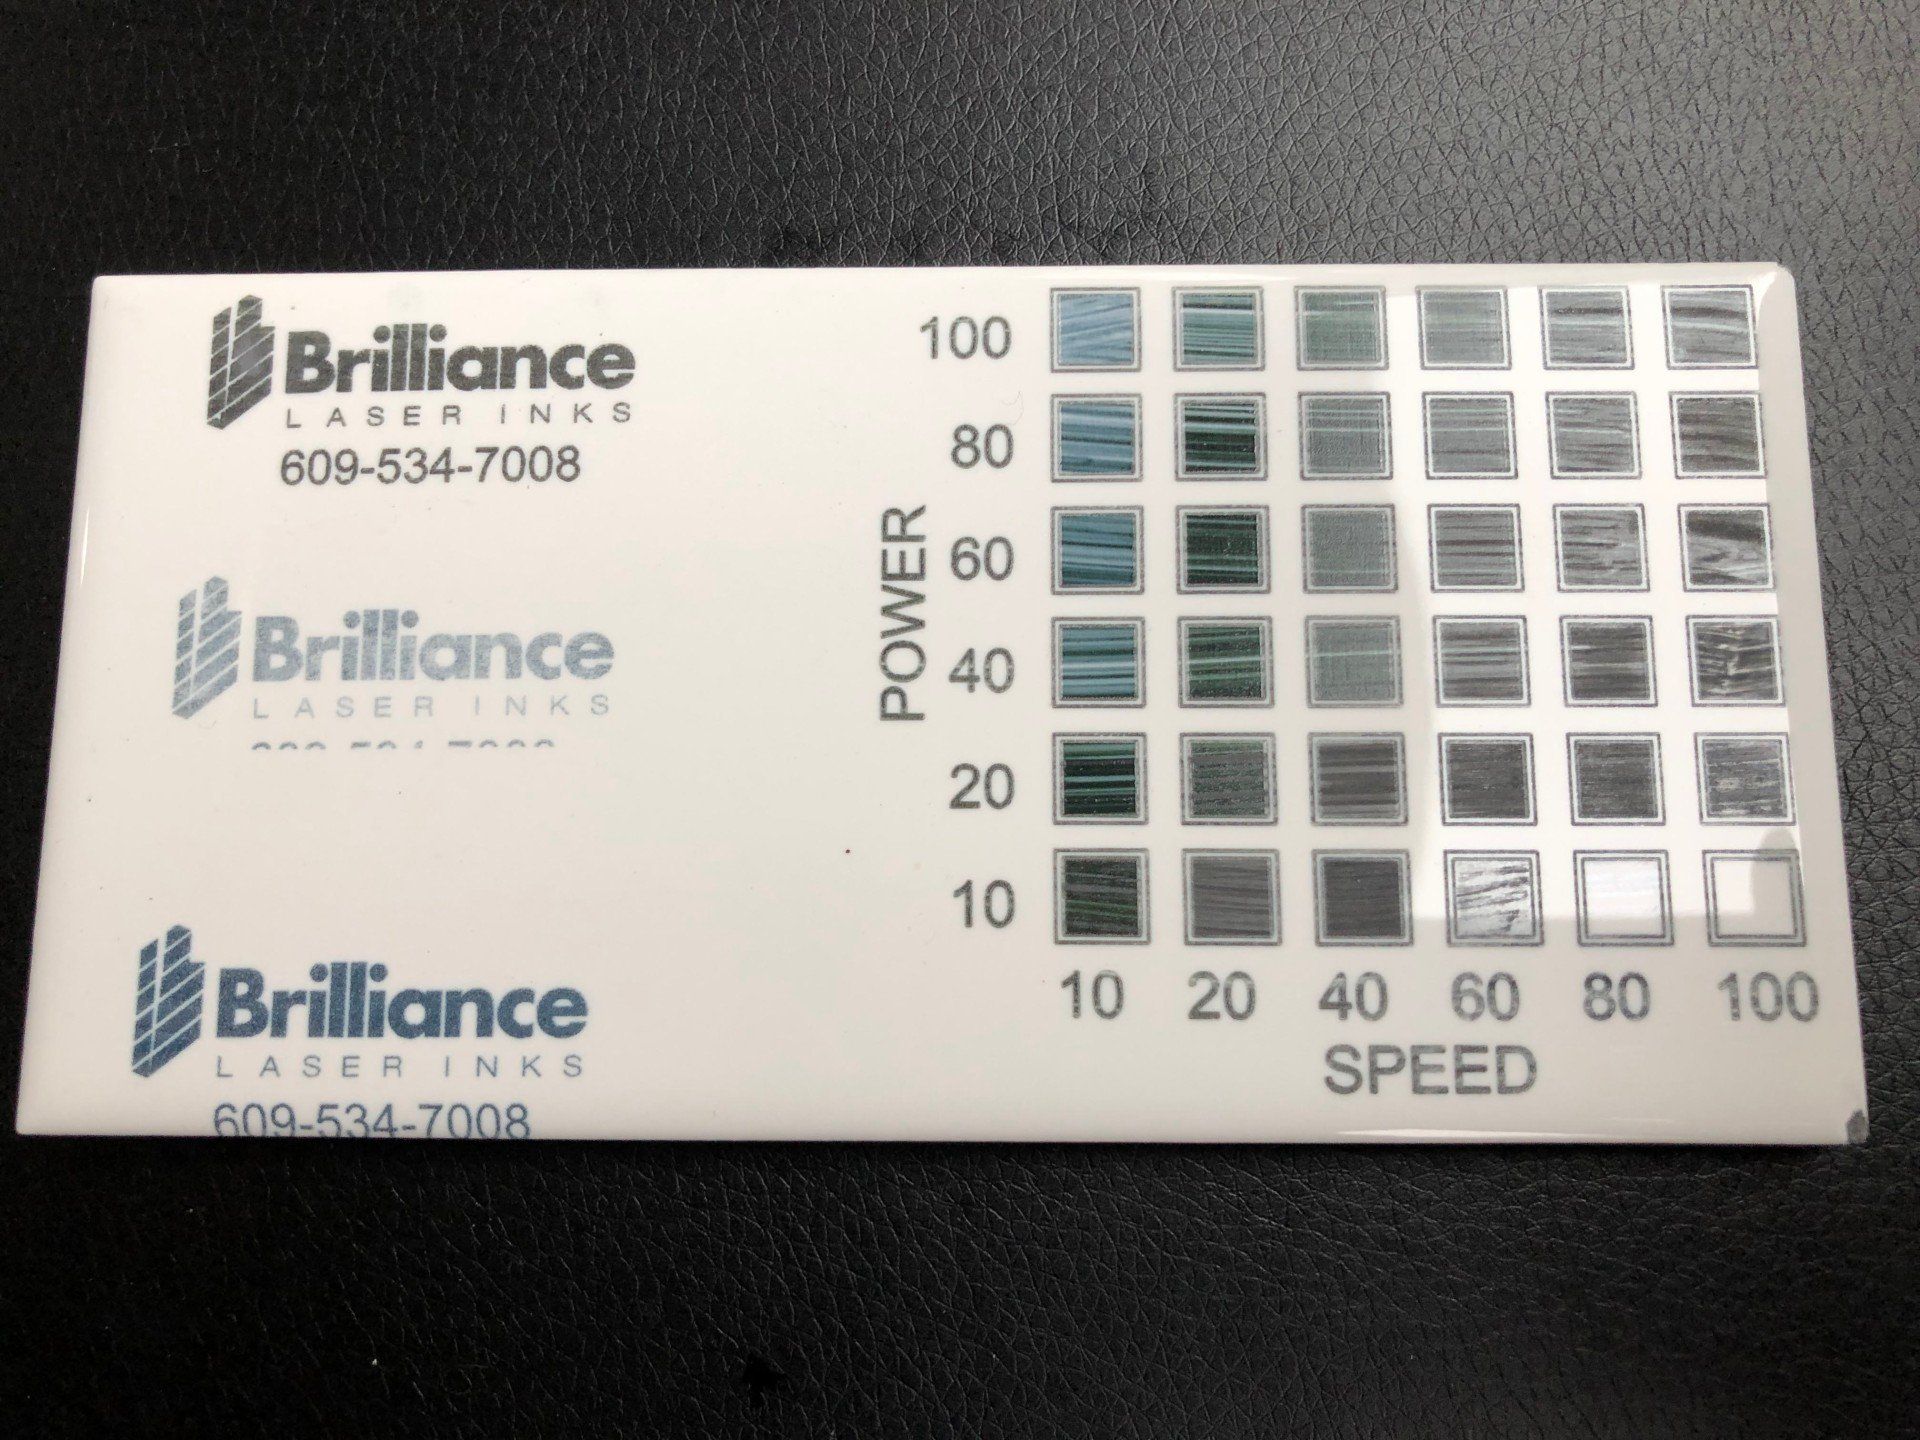 Brilliance
LASER INKS
609-534-7008
Brilliance
LASER INKS
Brilliance
LASER INKS
609-534-7008
POWER
100
80
60
40
20
10
10 20 40 60 80 100
SPEED